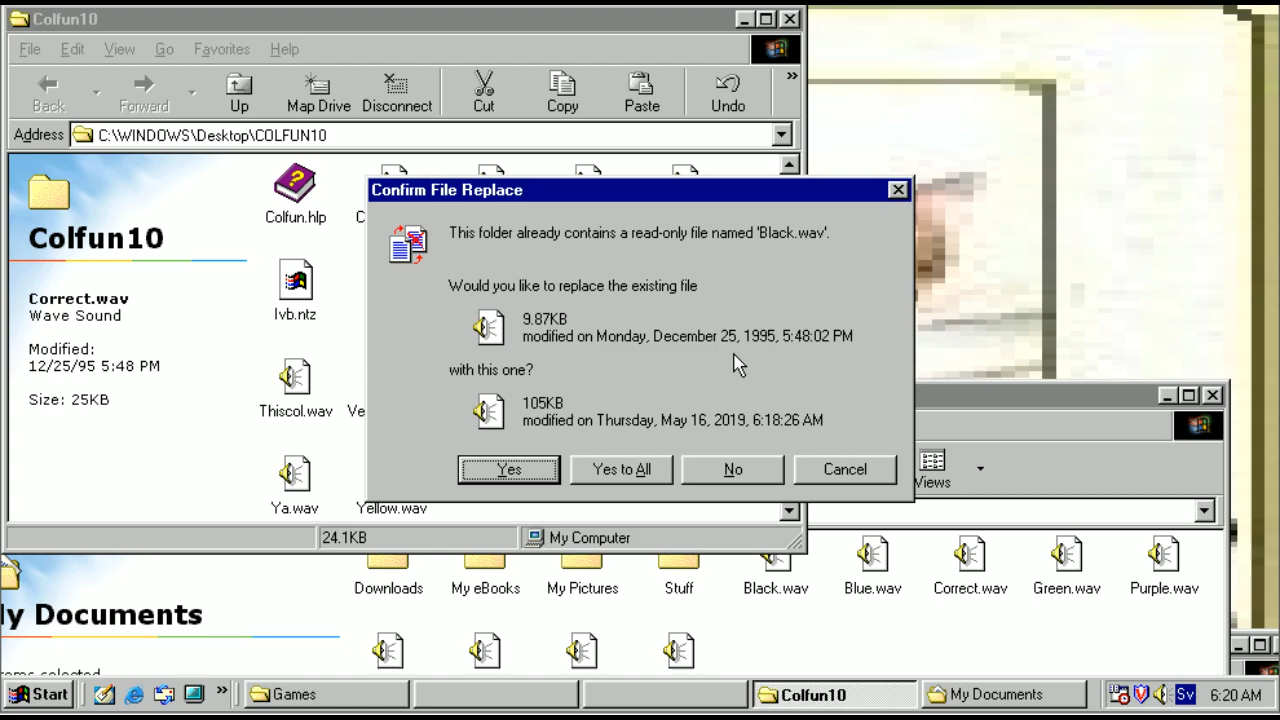 Colfun10
File Edit View Go Favorites Help
Back Forward Up Map Drive Disconnect Cut Copy Paste Undo »
Address C:\WINDOWS\Desktop\COLFUN10
Colfun10
Correct.wav
Wave Sound
Modified:
12/25/95 5:48 PM
Size: 25KB
Colfun.hlp
Ivb.ntz
Thiscol.wav Ve
Ya.wav Yellow.wav
Confirm File Replace
This folder already contains a read-only file named 'Black.wav'.
Would you like to replace the existing file
9.87KB
modified on Monday, December 25, 1995, 5:48:02 PM
with this one?
105KB
modified on Thursday, May 16, 2019, 6:18:26 AM
Yes Yes to All No Cancel
24.1KB My Computer
Views
Downloads My eBooks My Pictures Stuff Black.wav Blue.wav Correct.wav Green.wav Purple.wav
ly Documents
Start » Games Colfun10 My Documents Sv 6:20 AM